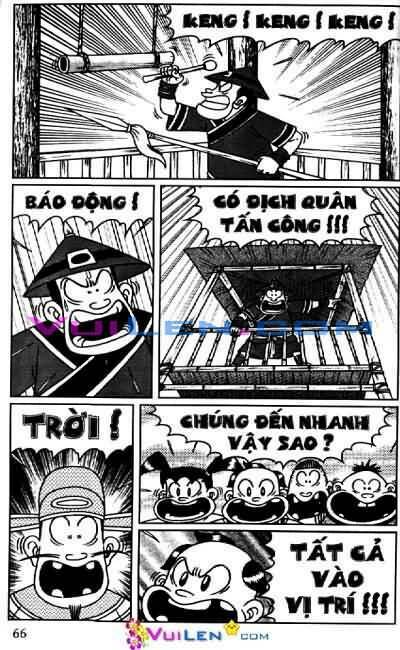 KENG! KENG! KENG!
BÁO ĐỘNG!
CÓ ĐỊCH QUÂN
TẤN CÔNG!!!
VUILEN.COM
TRỜI!
CHÚNG ĐẾN NHANH
VẬY SAO?
TẤT CẢ
VÀO
VỊ TRÍ!!!
66
VUILEN.COM